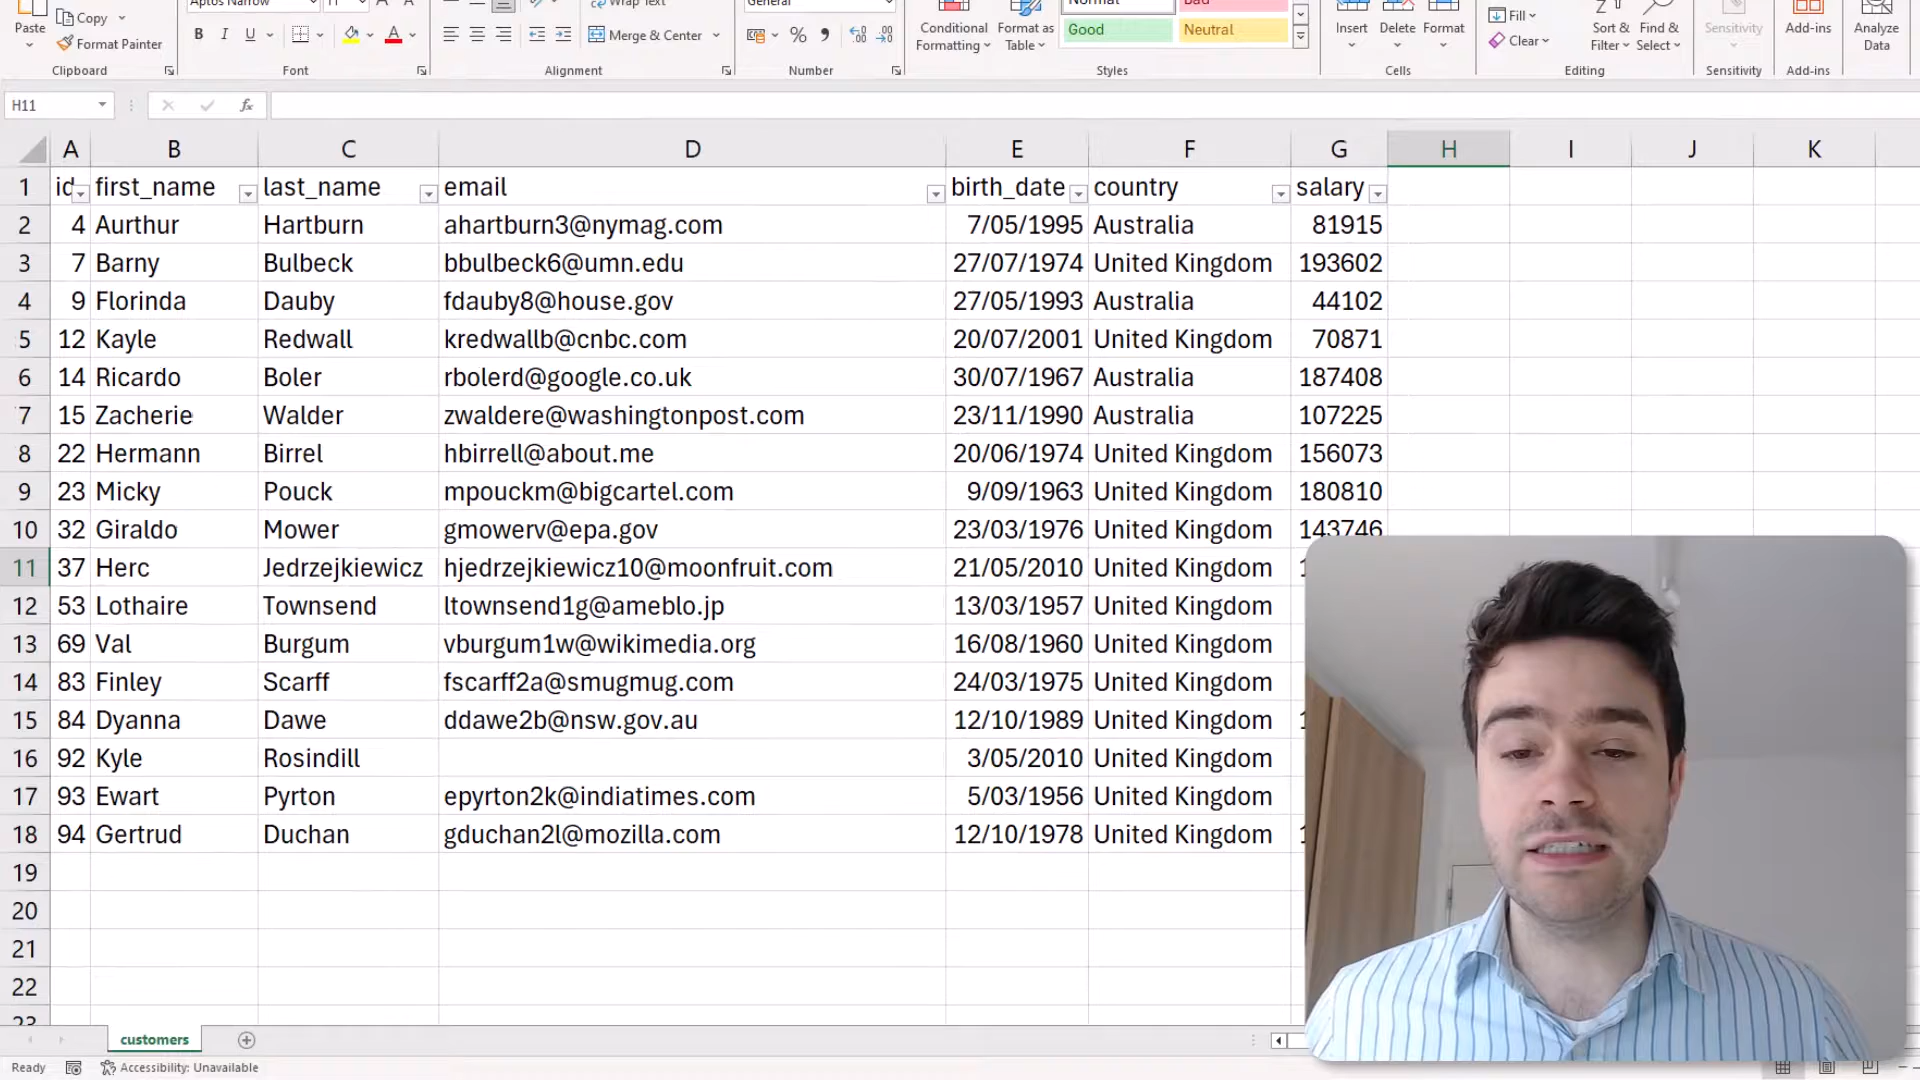 Aptos Narrow 11 Wrap Text General Normal Bad
Paste Copy Format Painter B I U Merge & Center % Conditional Formatting Format as Table Good Neutral Insert Delete Format Fill Clear Sort & Filter Find & Select Sensitivity Add-ins Analyze Data
Clipboard Font Alignment Number Styles Cells Editing Sensitivity Add-ins
H11 fx
A B C D E F G H I J K
1 id first_name last_name email birth_date country salary
2 4 Aurthur Hartburn ahartburn3@nymag.com 7/05/1995 Australia 81915
3 7 Barny Bulbeck bbulbeck6@umn.edu 27/07/1974 United Kingdom 193602
4 9 Florinda Dauby fdauby8@house.gov 27/05/1993 Australia 44102
5 12 Kayle Redwall kredwallb@cnbc.com 20/07/2001 United Kingdom 70871
6 14 Ricardo Boler rbolerd@google.co.uk 30/07/1967 Australia 187408
7 15 Zacherie Walder zwaldere@washingtonpost.com 23/11/1990 Australia 107225
8 22 Hermann Birrel hbirrell@about.me 20/06/1974 United Kingdom 156073
9 23 Micky Pouck mpouckm@bigcartel.com 9/09/1963 United Kingdom 180810
10 32 Giraldo Mower gmowerv@epa.gov 23/03/1976 United Kingdom 143746
11 37 Herc Jedrzejkiewicz hjedrzejkiewicz10@moonfruit.com 21/05/2010 United Kingdom
12 53 Lothaire Townsend ltownsend1g@ameblo.jp 13/03/1957 United Kingdom
13 69 Val Burgum vburgum1w@wikimedia.org 16/08/1960 United Kingdom
14 83 Finley Scarff fscarff2a@smugmug.com 24/03/1975 United Kingdom
15 84 Dyanna Dawe ddawe2b@nsw.gov.au 12/10/1989 United Kingdom
16 92 Kyle Rosindill 3/05/2010 United Kingdom
17 93 Ewart Pyrton epyrton2k@indiatimes.com 5/03/1956 United Kingdom
18 94 Gertrud Duchan gduchan2l@mozilla.com 12/10/1978 United Kingdom
19
20
21
22
23
customers
Ready Accessibility: Unavailable